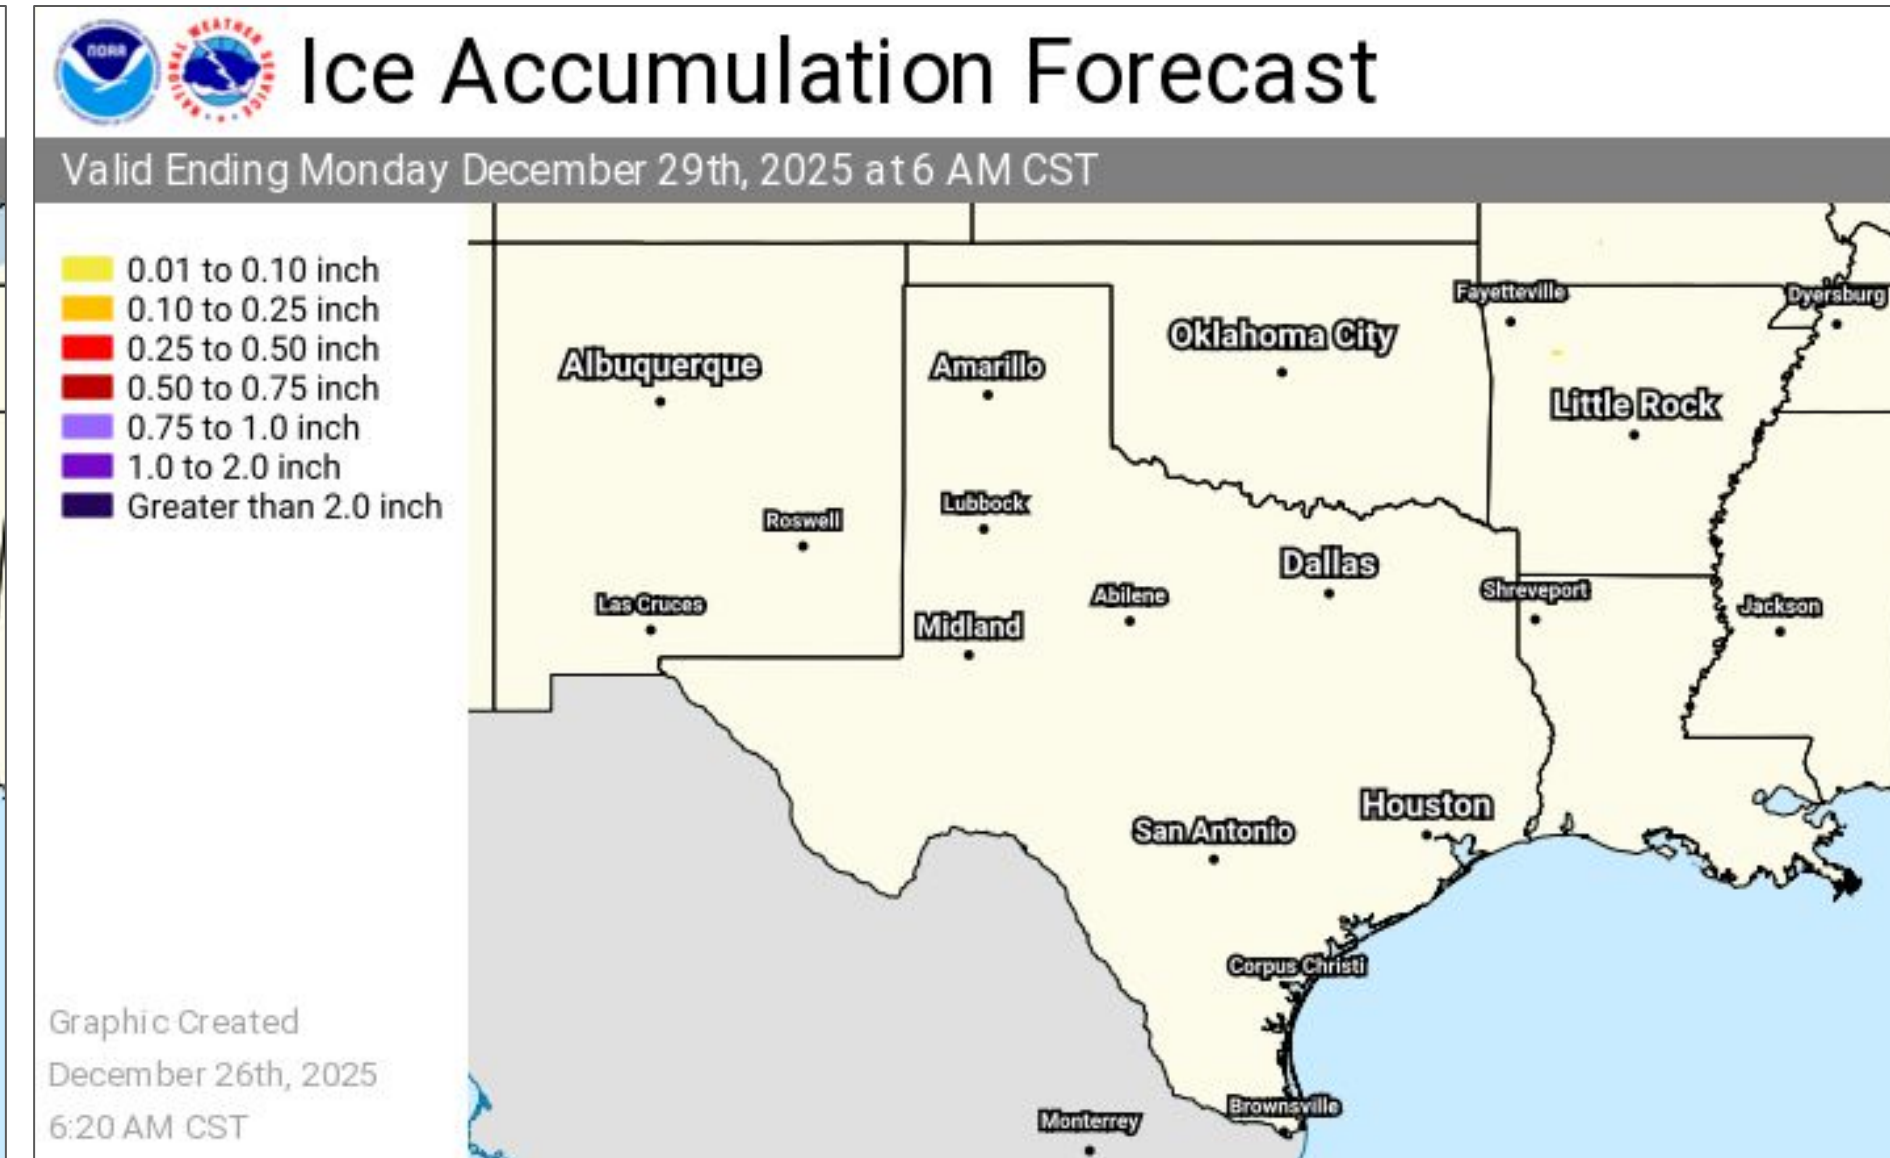 NOAA
NATIONAL WEATHER SERVICE
Ice Accumulation Forecast
Valid Ending Monday December 29th, 2025 at 6 AM CST
0.01 to 0.10 inch
0.10 to 0.25 inch
0.25 to 0.50 inch
0.50 to 0.75 inch
0.75 to 1.0 inch
1.0 to 2.0 inch
Greater than 2.0 inch
Fayetteville
Dyersburg
Oklahoma City
Albuquerque
Amarillo
Little Rock
Lubbock
Roswell
Dallas
Shreveport
Abilene
Las Cruces
Jackson
Midland
Houston
San Antonio
Corpus Christi
Brownsville
Monterrey
Graphic Created
December 26th, 2025
6:20 AM CST